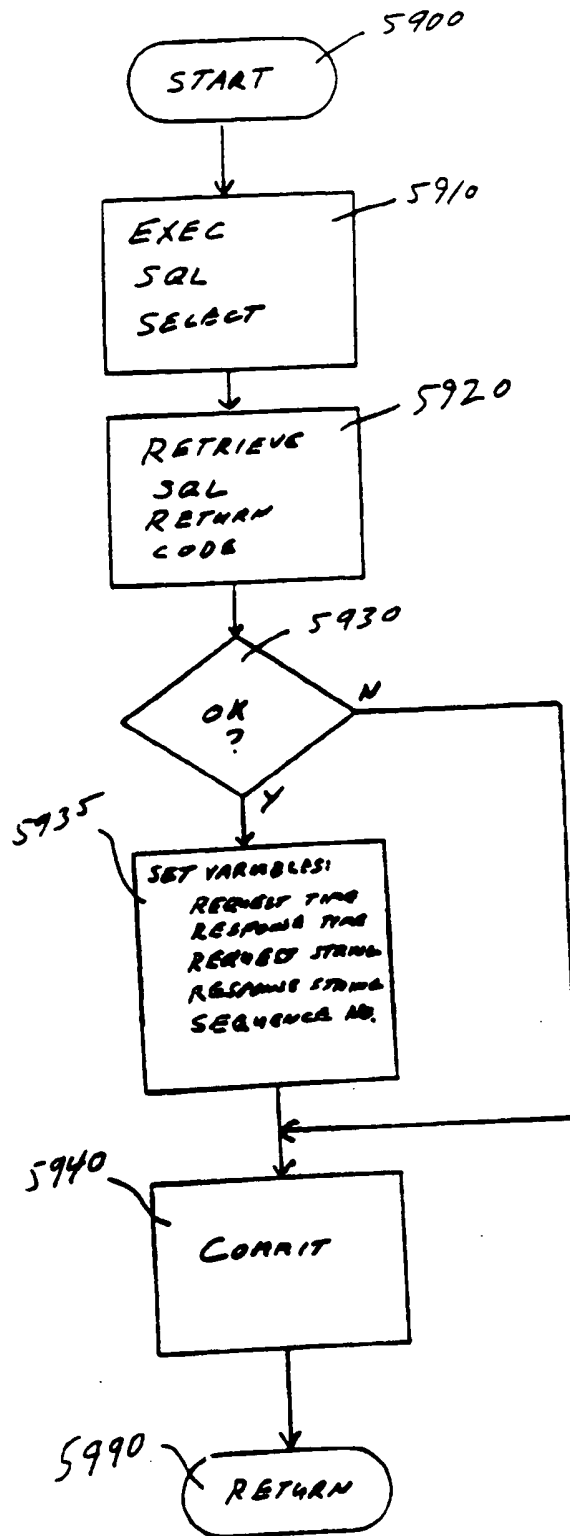 5900
START
5910
EXEC
SQL
SELECT
5920
RETRIEVE
SQL
RETURN
CODE
5930
OK
?
N
Y
5935
SET VARIABLES:
REQUEST TIME
RESPONSE TIME
REQUEST STRING
RESPONSE STRING
SEQUENCE NO.
5940
COMMIT
5990
RETURN